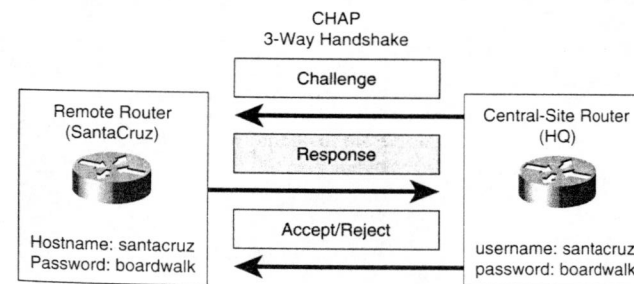 CHAP
3-Way Handshake
Challenge
Remote Router
(SantaCruz)
Central-Site Router
(HQ)
Response
Accept/Reject
Hostname: santacruz
Password: boardwalk
username: santacruz
password: boardwalk